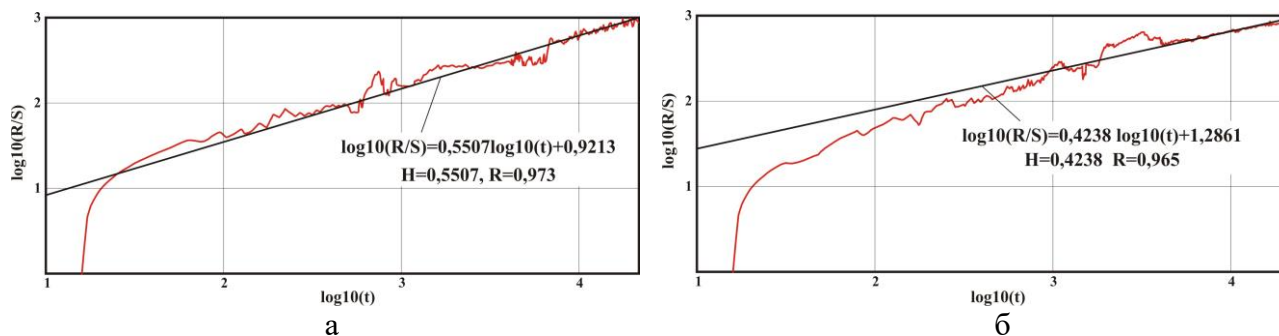 3
2
1
log10(R/S)
log10(R/S)=0,5507log10(t)+0,9213
H=0,5507, R=0,973
1 2 3 4
log10(t)
а
3
2
1
log10(R/S)
log10(R/S)=0,4238 log10(t)+1,2861
H=0,4238 R=0,965
1 2 3 4
log10(t)
б